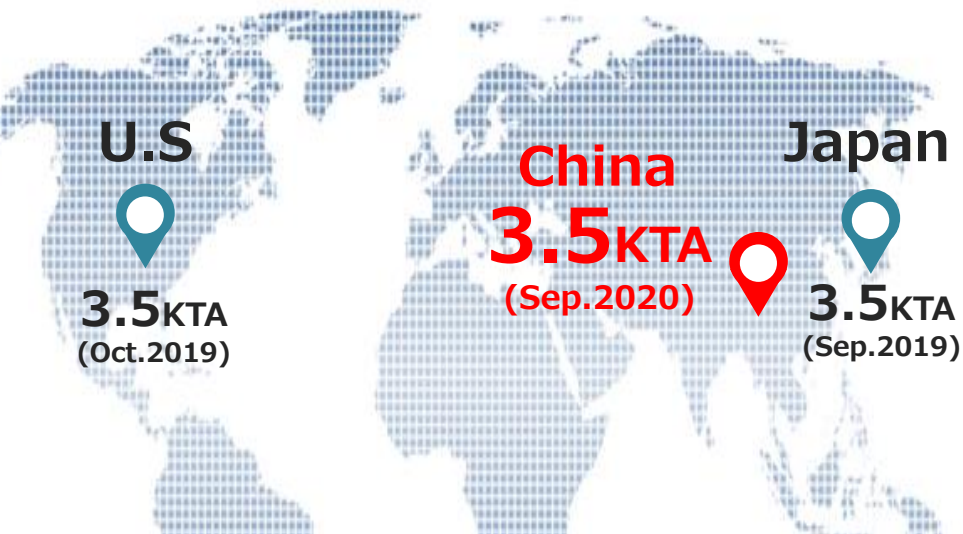 U.S
3.5KTA
(Oct.2019)
China
3.5KTA
(Sep.2020)
Japan
3.5KTA
(Sep.2019)